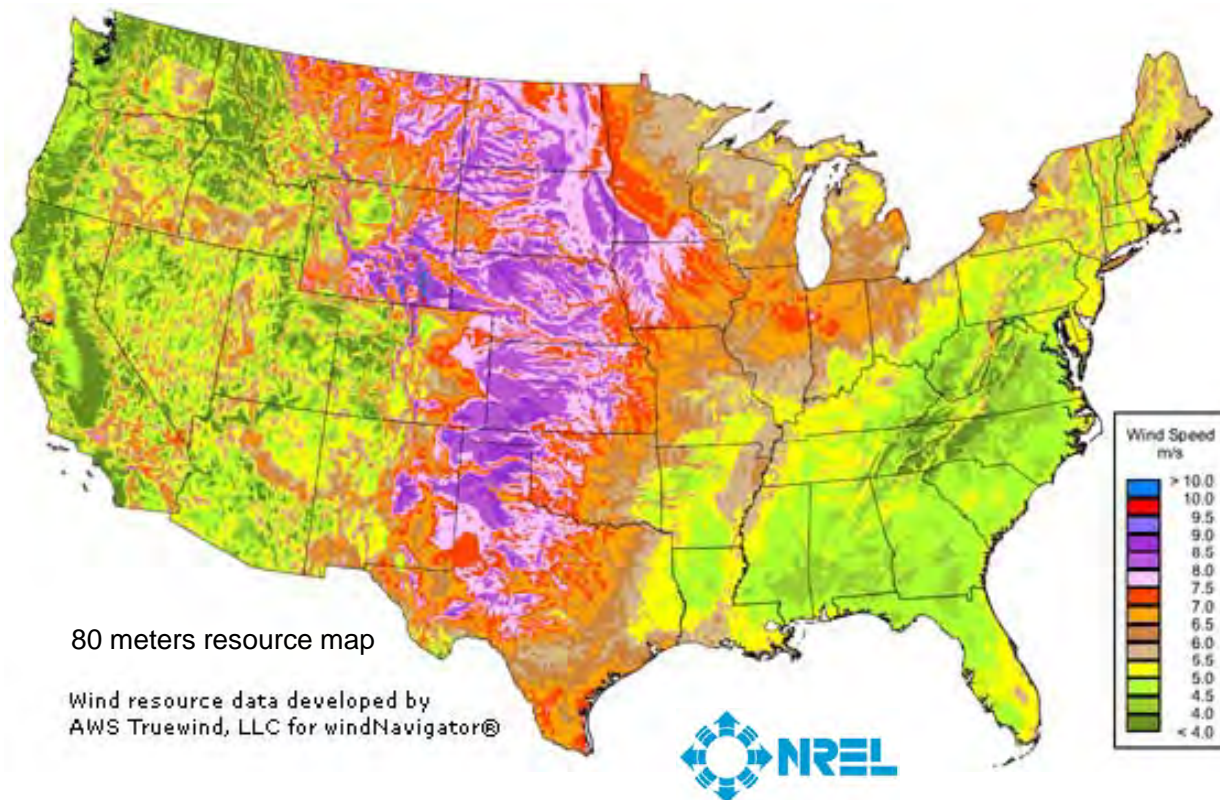 Wind Speed
m/s
> 10.0
10.0
9.5
9.0
8.5
8.0
7.5
7.0
6.5
6.0
5.5
5.0
4.5
4.0
< 4.0
80 meters resource map
Wind resource data developed by
AWS Truewind, LLC for windNavigator®
NREL